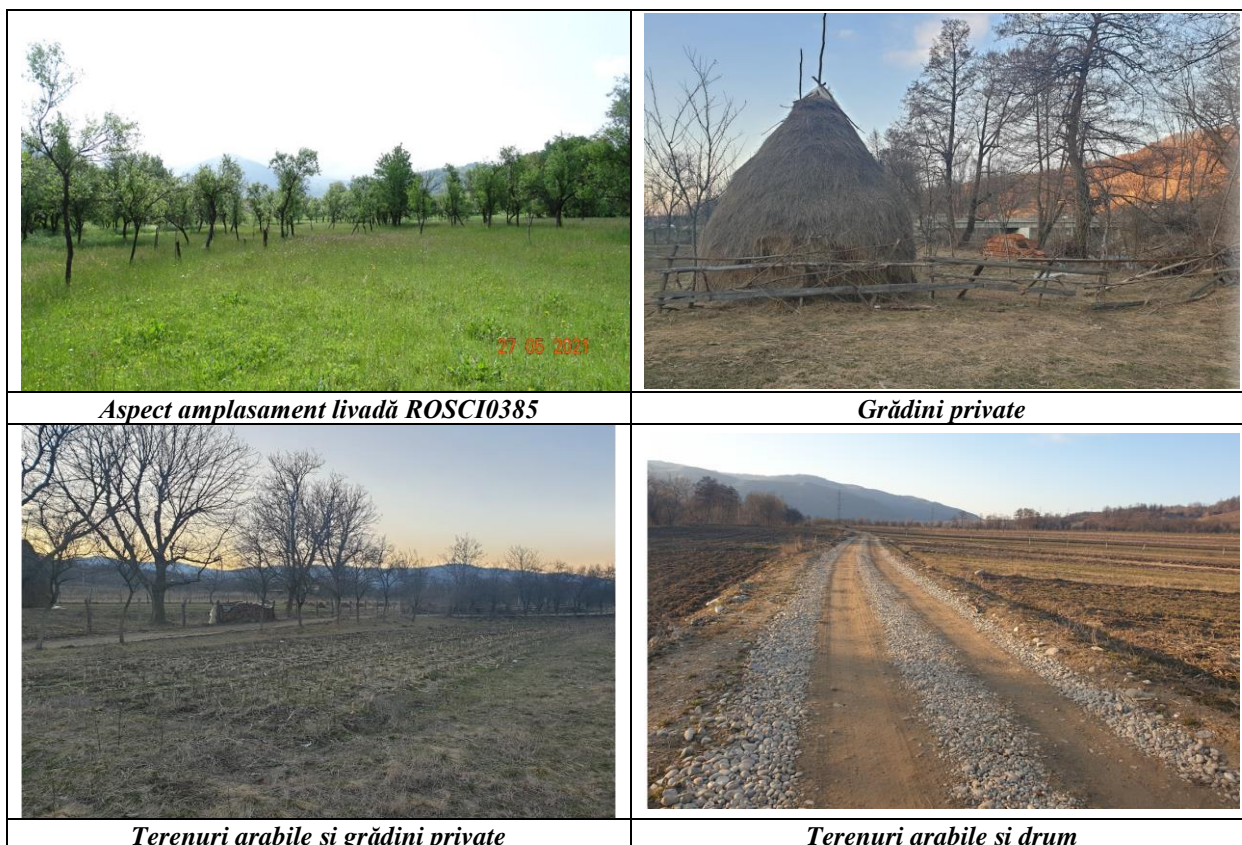 27 05 2021
Aspect amplasament livadă ROSCI0385
Grădini private
Terenuri arabile și grădini private
Terenuri arabile și drum